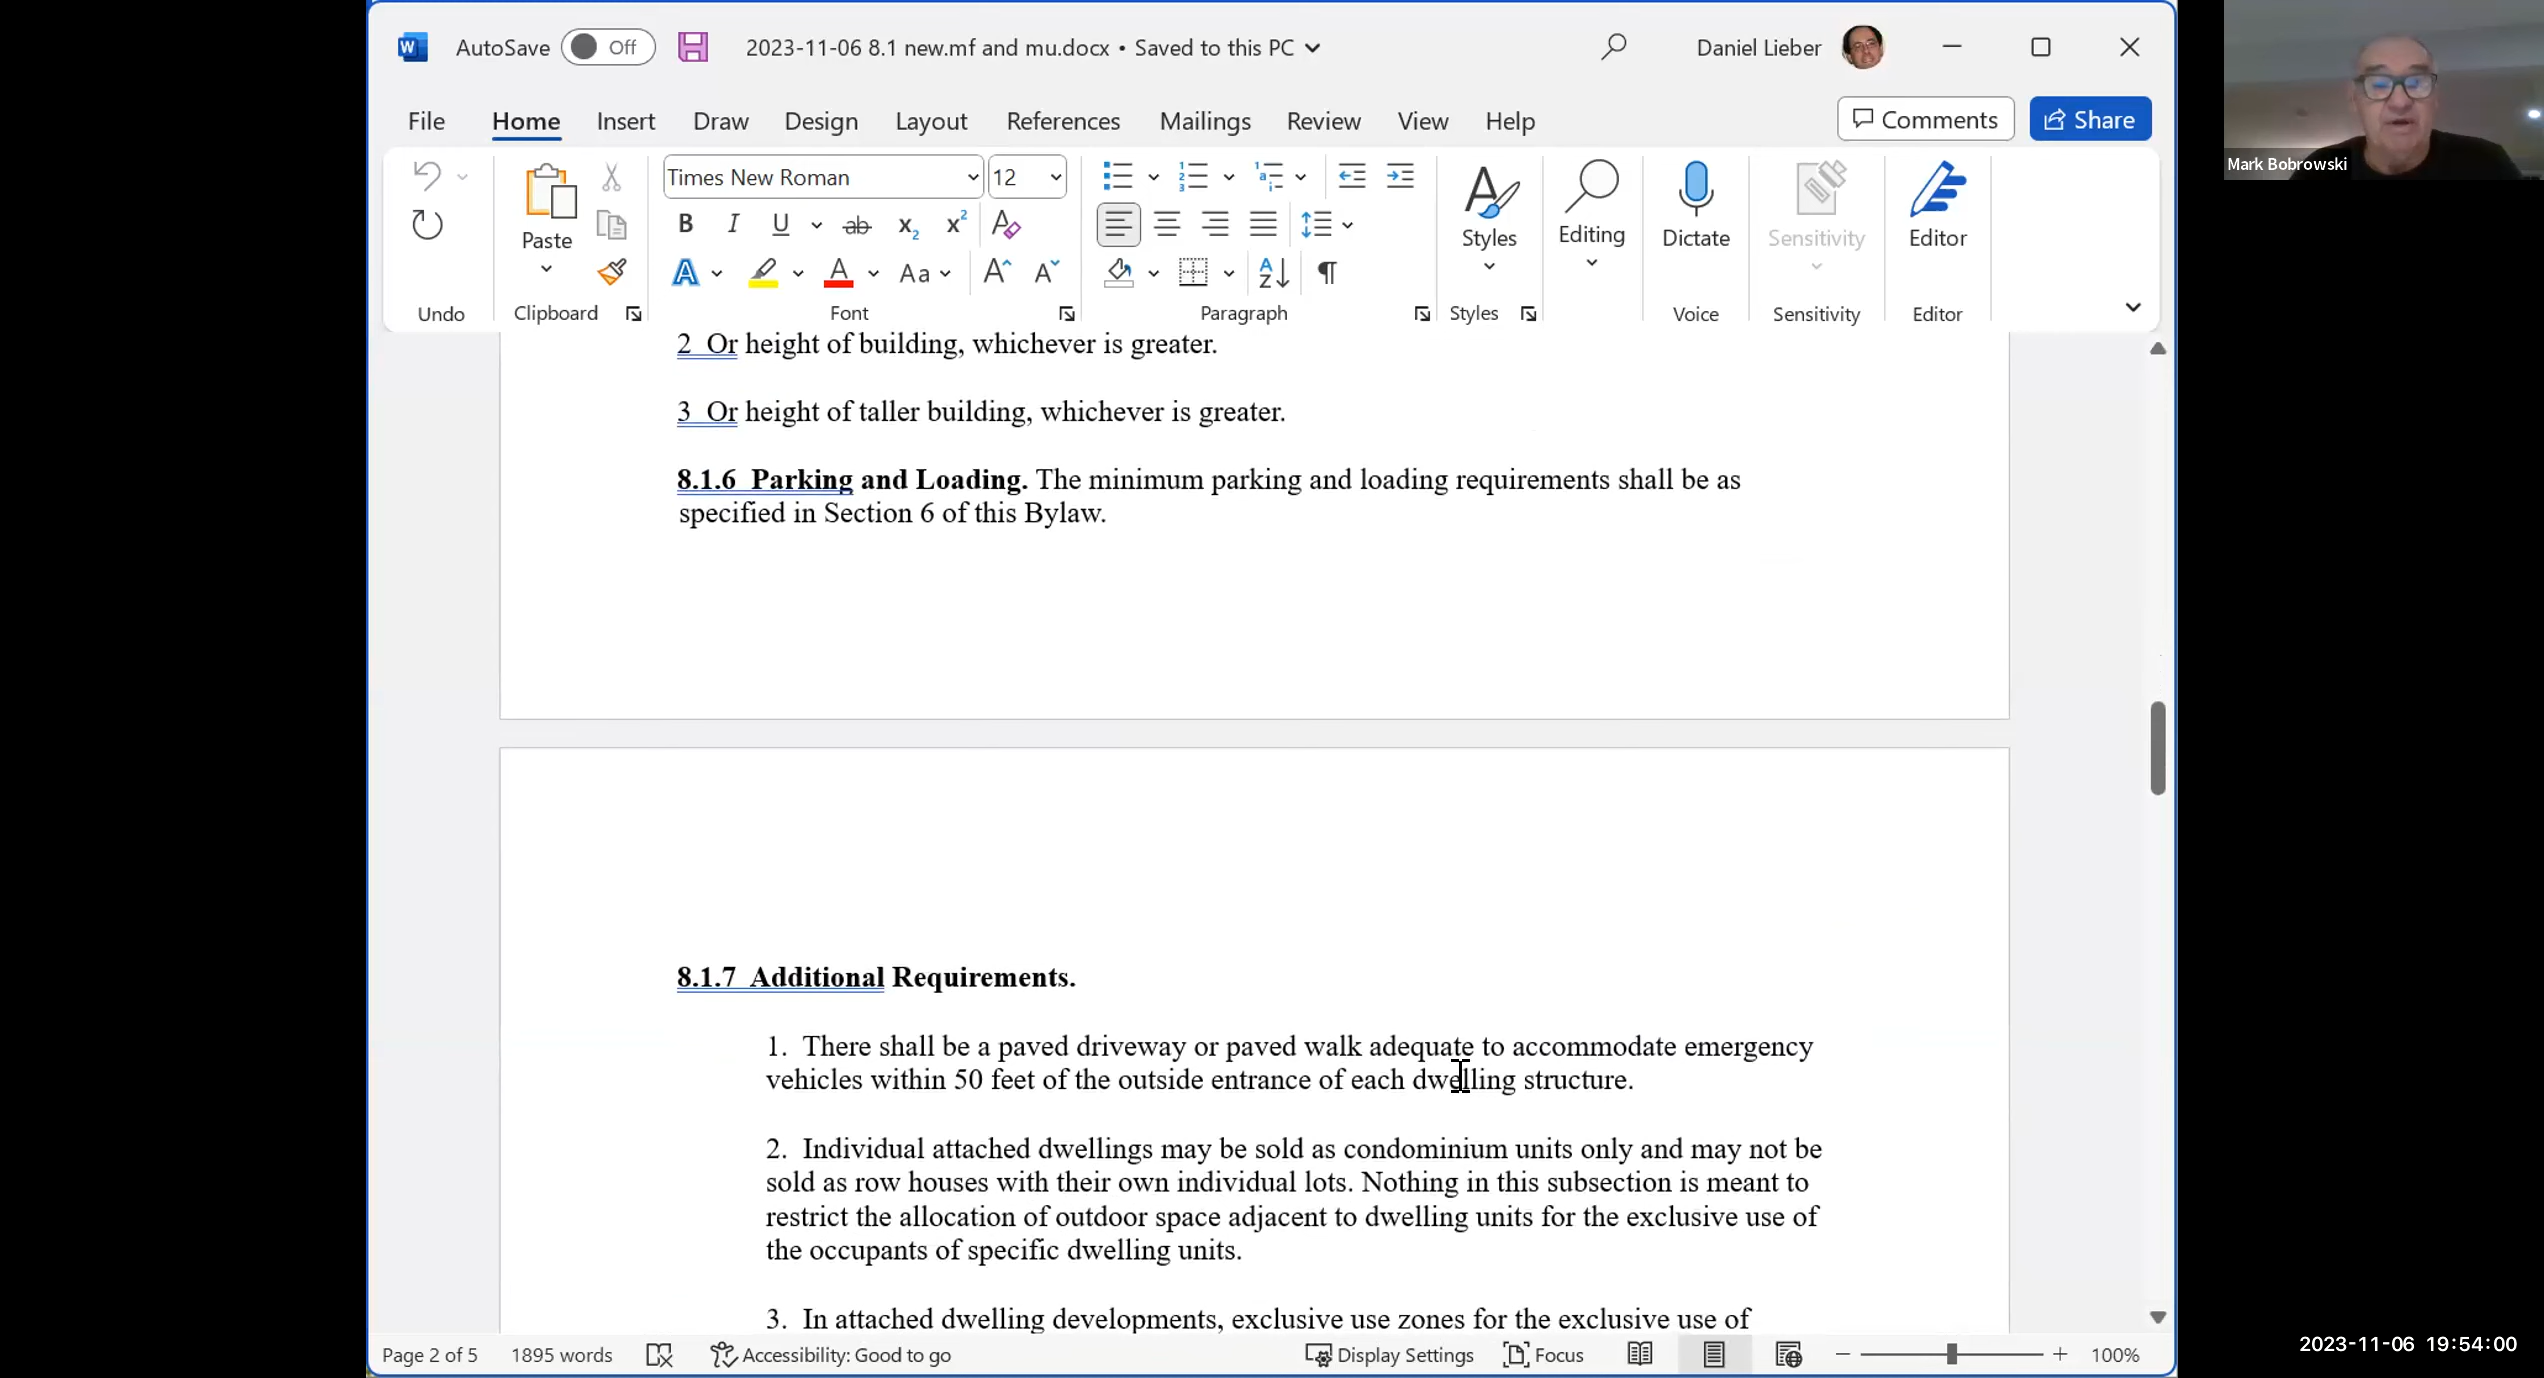 AutoSave Off 2023-11-06 8.1 new.mf and mu.docx • Saved to this PC Daniel Lieber
File Home Insert Draw Design Layout References Mailings Review View Help Comments Share
Times New Roman 12
Paste
Styles Editing Dictate Sensitivity Editor
Undo Clipboard Font Paragraph Styles Voice Sensitivity Editor
2 Or height of building, whichever is greater.
3 Or height of taller building, whichever is greater.
8.1.6 Parking and Loading. The minimum parking and loading requirements shall be as
specified in Section 6 of this Bylaw.
8.1.7 Additional Requirements.
1. There shall be a paved driveway or paved walk adequate to accommodate emergency
vehicles within 50 feet of the outside entrance of each dwelling structure.
2. Individual attached dwellings may be sold as condominium units only and may not be
sold as row houses with their own individual lots. Nothing in this subsection is meant to
restrict the allocation of outdoor space adjacent to dwelling units for the exclusive use of
the occupants of specific dwelling units.
3. In attached dwelling developments, exclusive use zones for the exclusive use of
Page 2 of 5 1895 words Accessibility: Good to go Display Settings Focus 100%
Mark Bobrowski
2023-11-06 19:54:00